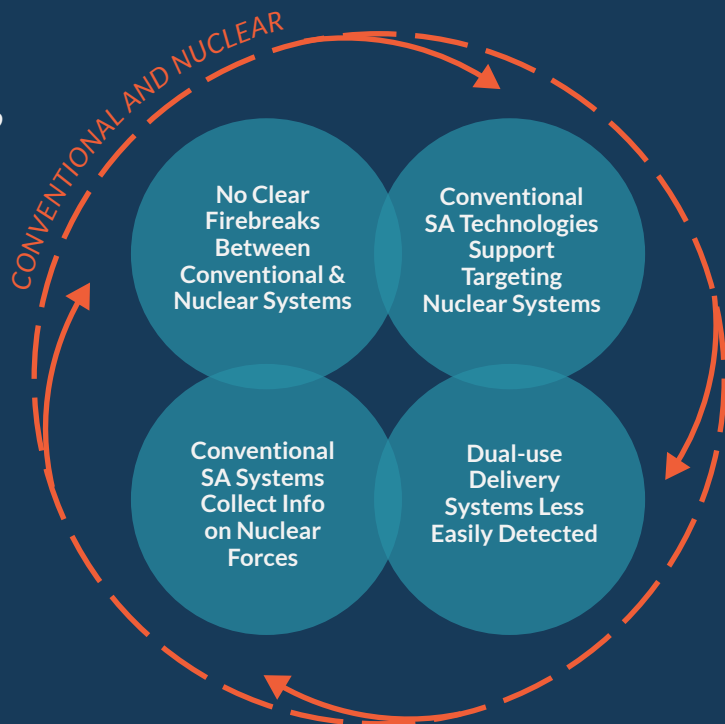 CONVENTIONAL AND NUCLEAR
No Clear
Firebreaks
Between
Conventional &
Nuclear Systems
Conventional
SA Technologies
Support
Targeting
Nuclear Systems
Conventional
SA Systems
Collect Info
on Nuclear
Forces
Dual-use
Delivery
Systems Less
Easily Detected